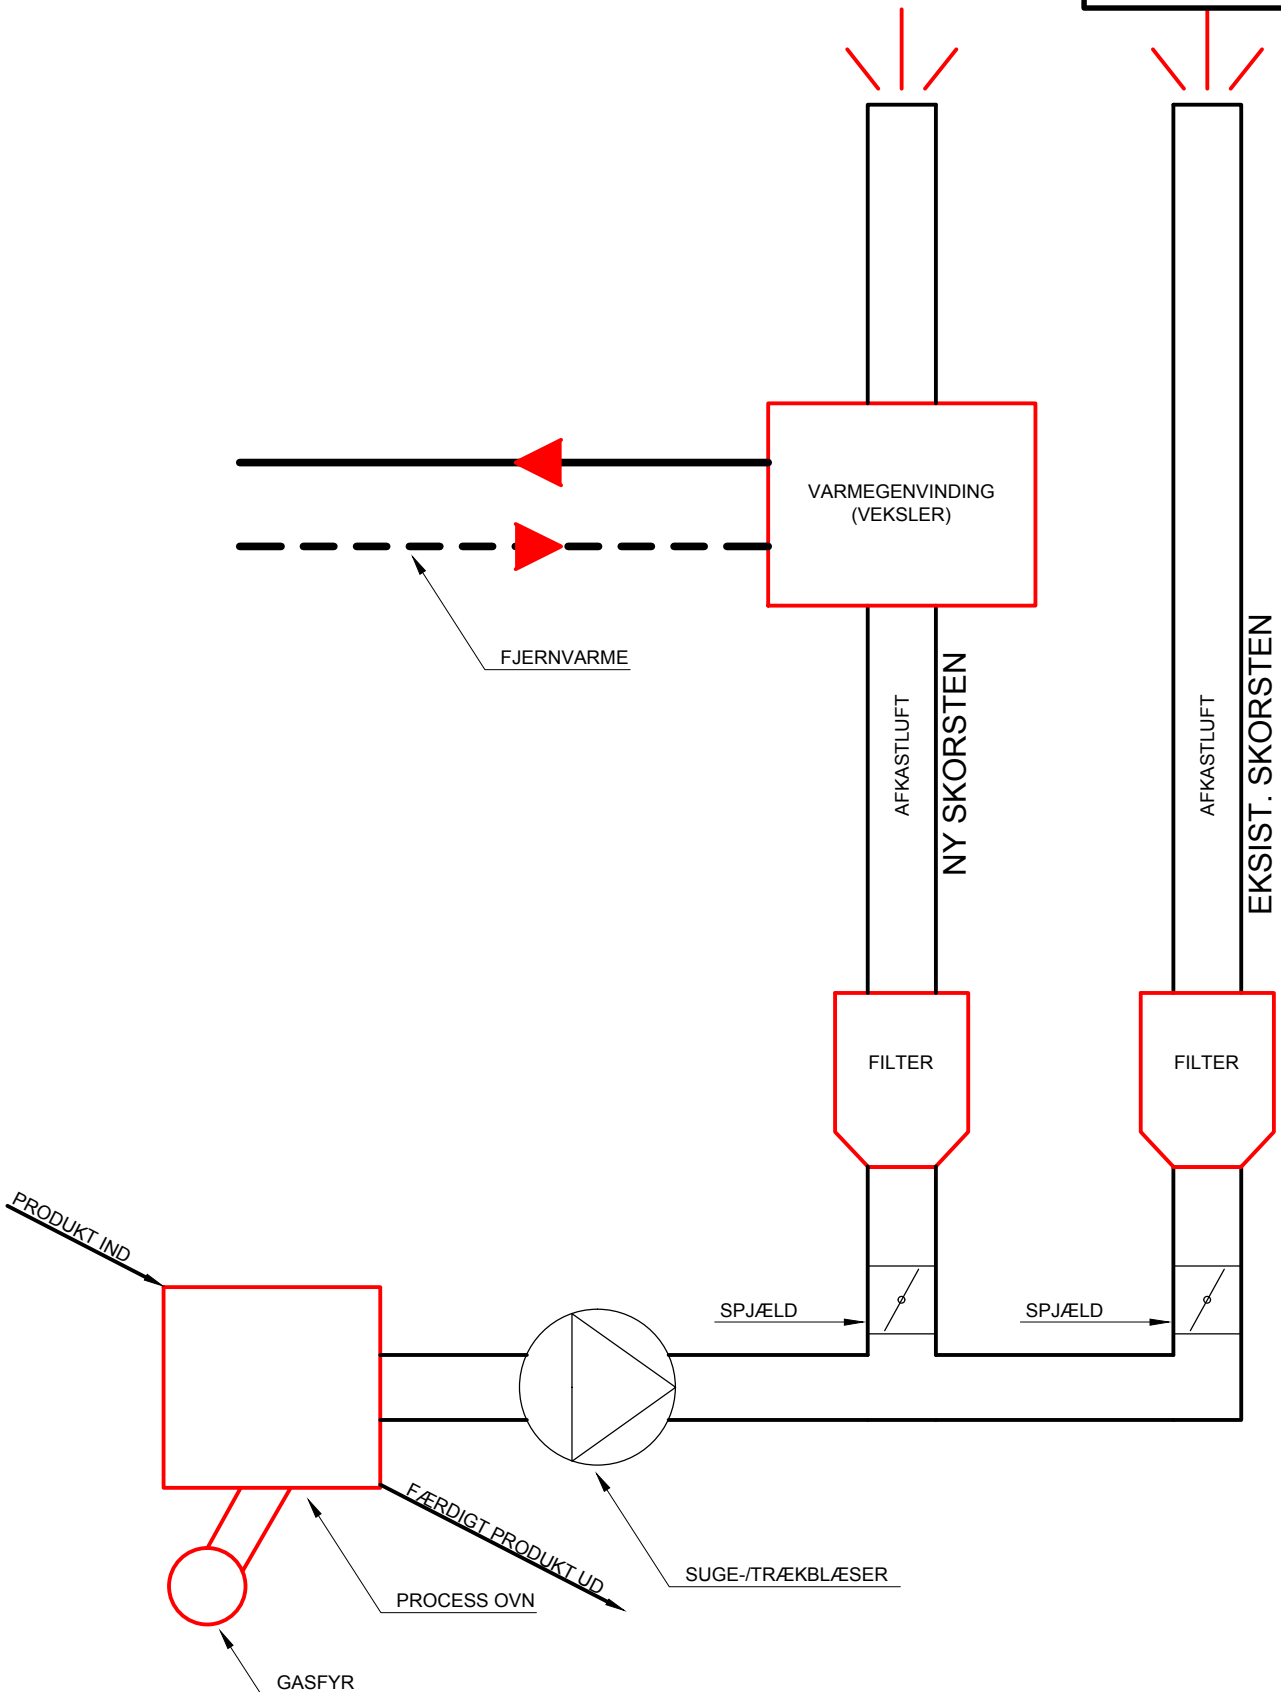 VARMEGENVINDING
(VEKSLER)
FJERNVARME
AFKASTLUFT
NY SKORSTEN
AFKASTLUFT
EKSIST. SKORSTEN
FILTER
FILTER
PRODUKT IND
SPJÆLD
SPJÆLD
FÆRDIGT PRODUKT UD
SUGE-/TRÆKBLÆSER
PROCESS OVN
GASFYR